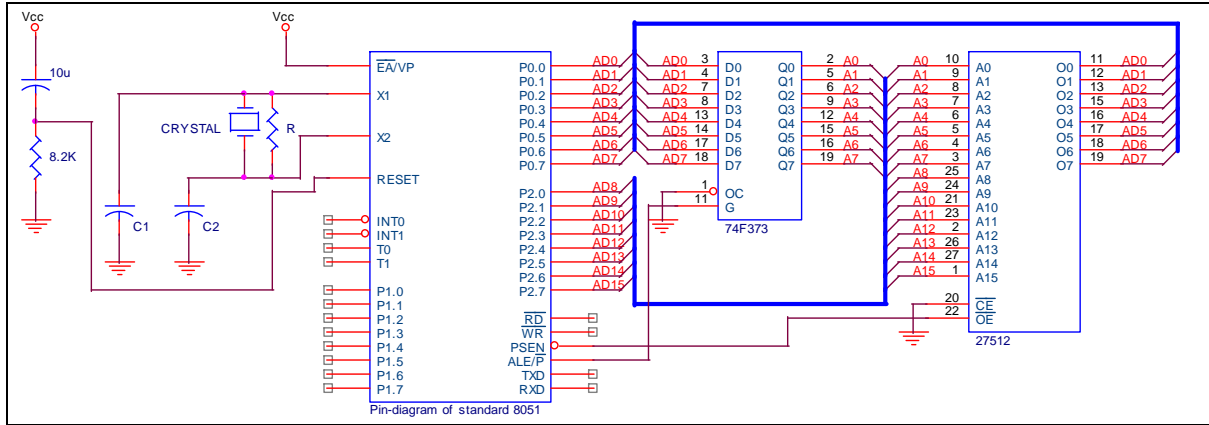 Vcc
10u
8.2K
Vcc
CRYSTAL
R
C1
C2
EA/VP
X1
X2
RESET
INT0
INT1
T0
T1
P1.0
P1.1
P1.2
P1.3
P1.4
P1.5
P1.6
P1.7
P0.0 AD0
P0.1 AD1
P0.2 AD2
P0.3 AD3
P0.4 AD4
P0.5 AD5
P0.6 AD6
P0.7 AD7
P2.0 AD8
P2.1 AD9
P2.2 AD10
P2.3 AD11
P2.4 AD12
P2.5 AD13
P2.6 AD14
P2.7 AD15
RD
WR
PSEN
ALE/P
TXD
RXD
Pin-diagram of standard 8051
AD0 3 D0 Q0 2 A0
AD1 4 D1 Q1 5 A1
AD2 7 D2 Q2 6 A2
AD3 8 D3 Q3 9 A3
AD4 13 D4 Q4 12 A4
AD5 14 D5 Q5 15 A5
AD6 17 D6 Q6 16 A6
AD7 18 D7 Q7 19 A7
1 OC
11 G
74F373
A0 10 A0 O0 11 AD0
A1 9 A1 O1 12 AD1
A2 8 A2 O2 13 AD2
A3 7 A3 O3 15 AD3
A4 6 A4 O4 16 AD4
A5 5 A5 O5 17 AD5
A6 4 A6 O6 18 AD6
A7 3 A7 O7 19 AD7
A8 25 A8
A9 24 A9
A10 21 A10
A11 23 A11
A12 2 A12
A13 26 A13
A14 27 A14
A15 1 A15
20 CE
22 OE
27512